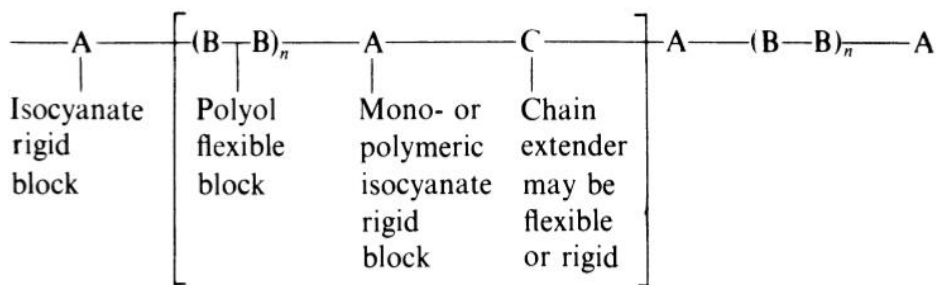 —A—(B—B)n—A—C—A—(B—B)n—A
Isocyanate Polyol Mono- or Chain
rigid flexible polymeric extender
block block isocyanate may be
rigid flexible
block or rigid